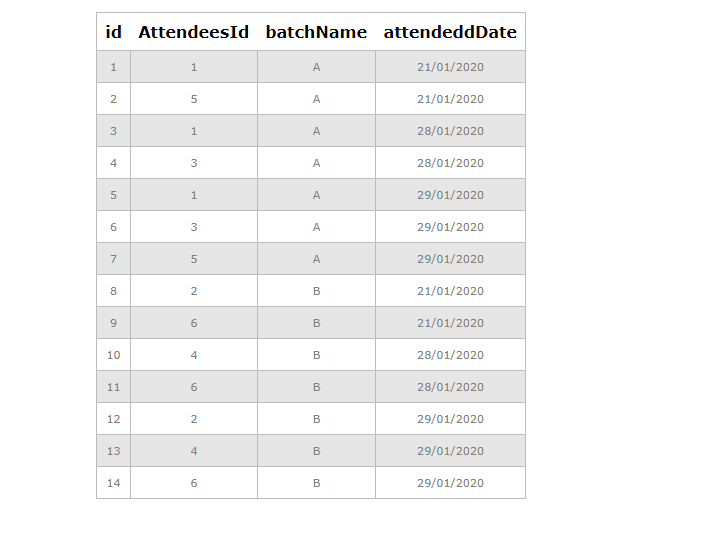 id AttendeesId batchName attendeddDate
1 1 A 21/01/2020
2 5 A 21/01/2020
3 1 A 28/01/2020
4 3 A 28/01/2020
5 1 A 29/01/2020
6 3 A 29/01/2020
7 5 A 29/01/2020
8 2 B 21/01/2020
9 6 B 21/01/2020
10 4 B 28/01/2020
11 6 B 28/01/2020
12 2 B 29/01/2020
13 4 B 29/01/2020
14 6 B 29/01/2020